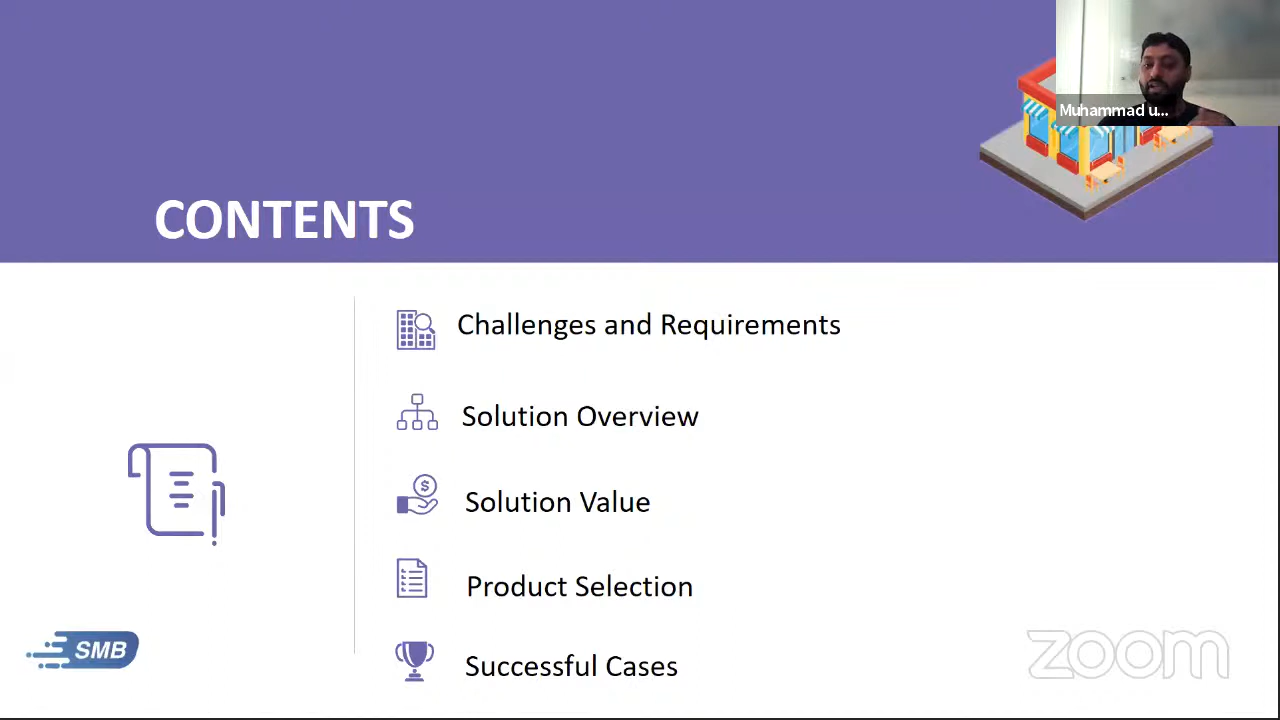 Muhammad u...
CONTENTS
Challenges and Requirements
Solution Overview
$
Solution Value
Product Selection
Successful Cases
SMB
zoom